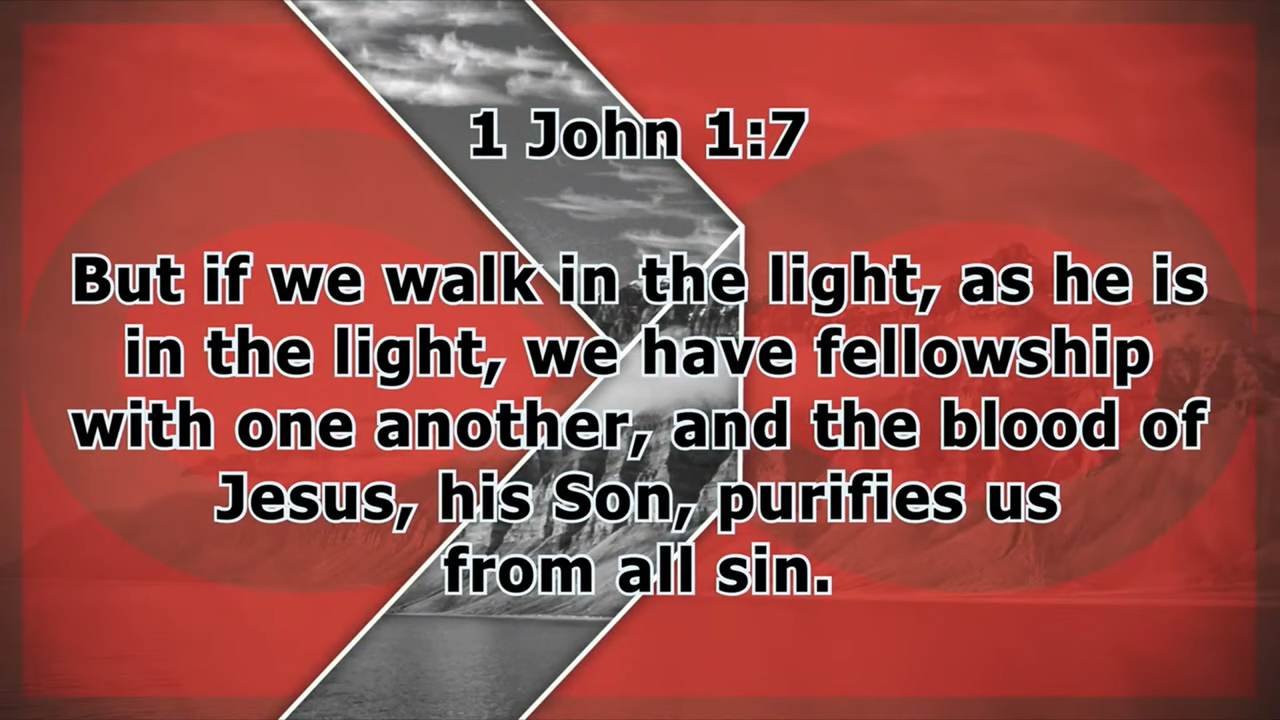 1 John 1:7
But if we walk in the light, as he is
in the light, we have fellowship
with one another, and the blood of
Jesus, his Son, purifies us
from all sin.